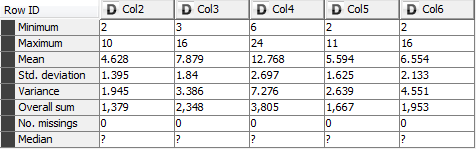 Row ID D Col2 D Col3 D Col4 D Col5 D Col6
Minimum 2 3 6 2 2
Maximum 10 16 24 11 16
Mean 4.628 7.879 12.768 5.594 6.554
Std. deviation 1.395 1.84 2.697 1.625 2.133
Variance 1.945 3.386 7.276 2.639 4.551
Overall sum 1,379 2,348 3,805 1,667 1,953
No. missings 0 0 0 0 0
Median ? ? ? ? ?